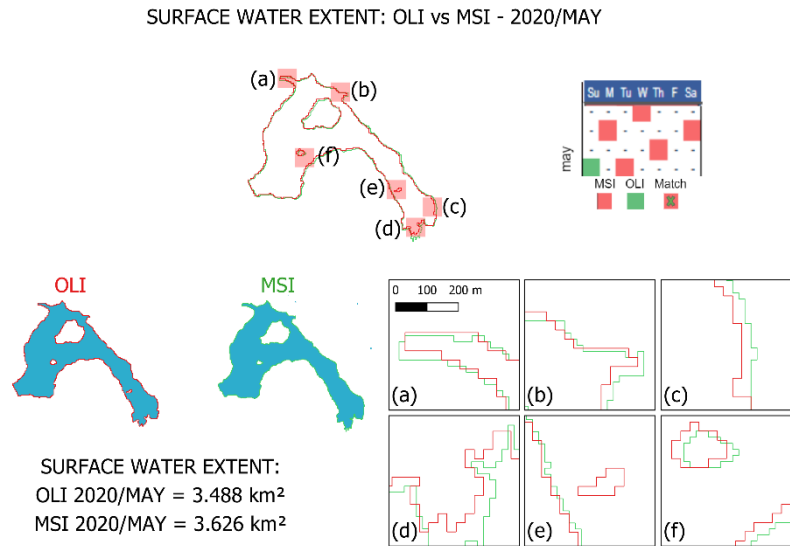 SURFACE WATER EXTENT: OLI vs MSI - 2020/MAY
(a)
(b)
(f)
(e)
(c)
(d)
Su M Tu W Th F Sa
- - - - - -
- - - - -
- - - - - -
- - - - -
may
MSI OLI Match
OLI
MSI
0 100 200 m
(a)
(b)
(c)
(d)
(e)
(f)
SURFACE WATER EXTENT:
OLI 2020/MAY = 3.488 km²
MSI 2020/MAY = 3.626 km²